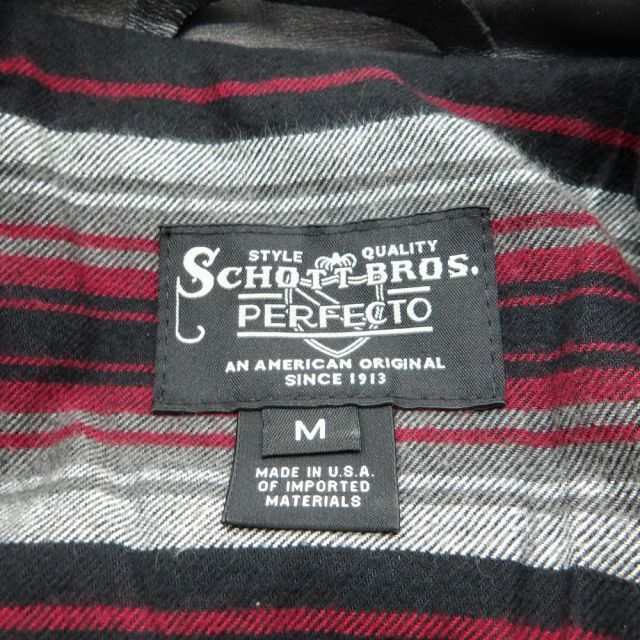 STYLE QUALITY
SCHOTT BROS.
PERFECTO
AN AMERICAN ORIGINAL
SINCE 1913
M
MADE IN U.S.A.
OF IMPORTED
MATERIALS